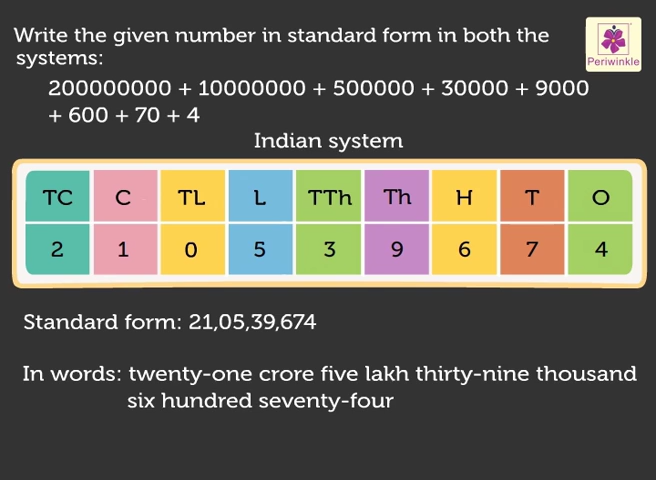 Write the given number in standard form in both the
systems:
Periwinkle
200000000 + 10000000 + 500000 + 30000 + 9000
+ 600 + 70 + 4
Indian system
TC C TL L TTh Th H T O
2 1 0 5 3 9 6 7 4
Standard form: 21,05,39,674
In words: twenty-one crore five lakh thirty-nine thousand
six hundred seventy-four